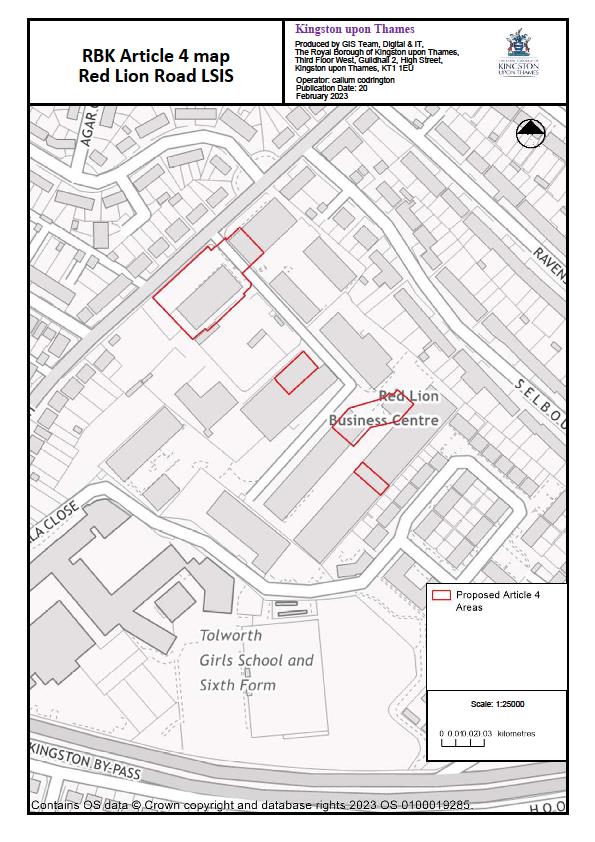 RBK Article 4 map
Red Lion Road LSIS
Kingston upon Thames
Produced by GIS Team, Digital & IT,
The Royal Borough of Kingston upon Thames,
Third Floor West, Guildhall 2, High Street,
Kingston upon Thames, KT1 1EU
Operator: callum codrington
Publication Date: 20
February 2023
KINGSTON
UPON THAMES
AGAR
RAVENS
SELBOU
Red Lion
Business Centre
LA CLOSE
Tolworth
Girls School and
Sixth Form
KINGSTON BY-PASS
HOO
Proposed Article 4
Areas
Scale: 1:25000
kilometres
Contains OS data © Crown copyright and database rights 2023 OS 0100019285.